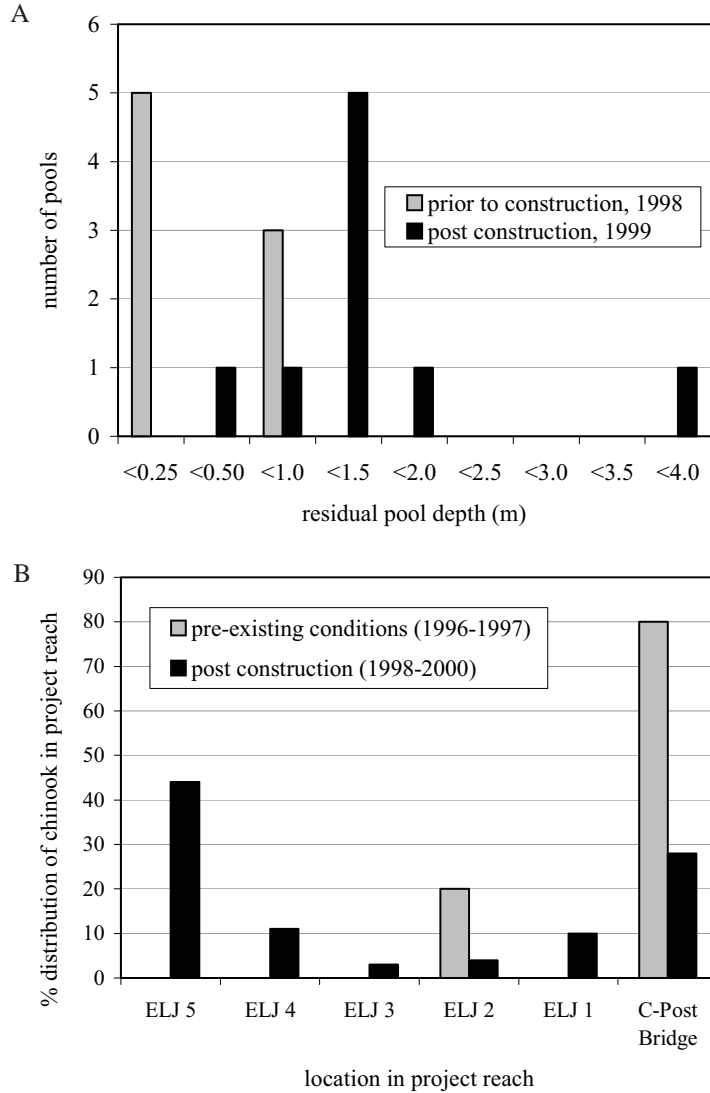 A
6
5
4
3
2
1
0
number of pools
prior to construction, 1998
post construction, 1999
<0.25 <0.50 <1.0 <1.5 <2.0 <2.5 <3.0 <3.5 <4.0
residual pool depth (m)
B
90
80
70
60
50
40
30
20
10
0
% distribution of chinook in project reach
pre-existing conditions (1996-1997)
post construction (1998-2000)
ELJ 5 ELJ 4 ELJ 3 ELJ 2 ELJ 1 C-Post
Bridge
location in project reach